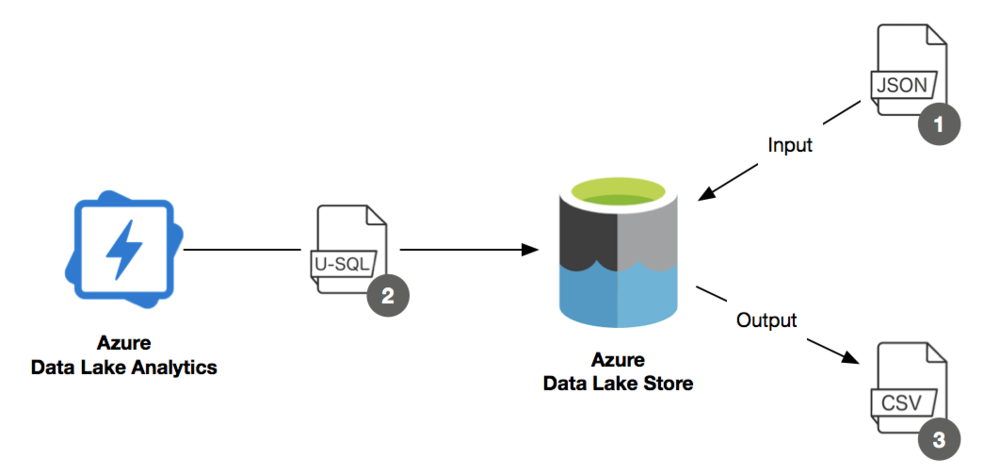 JSON
1
Input
U-SQL
2
Azure
Data Lake Analytics
Azure
Data Lake Store
Output
CSV
3